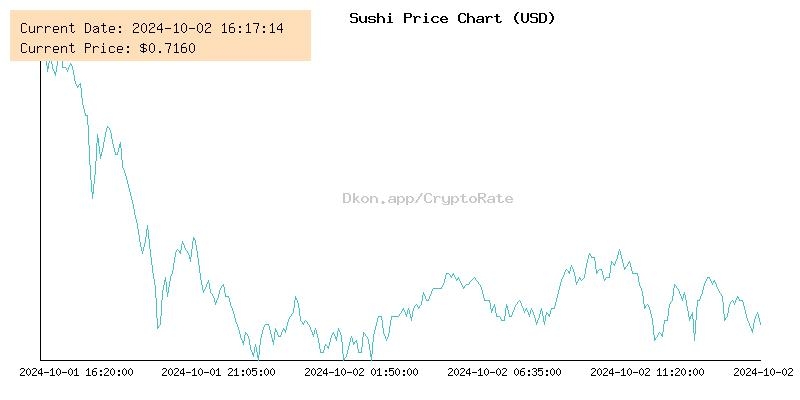 Sushi Price Chart (USD)
Current Date: 2024-10-02 16:17:14
Current Price: $0.7160
Dkon.app/CryptoRate
2024-10-01 16:20:00 2024-10-01 21:05:00 2024-10-02 01:50:00 2024-10-02 06:35:00 2024-10-02 11:20:00 2024-10-02